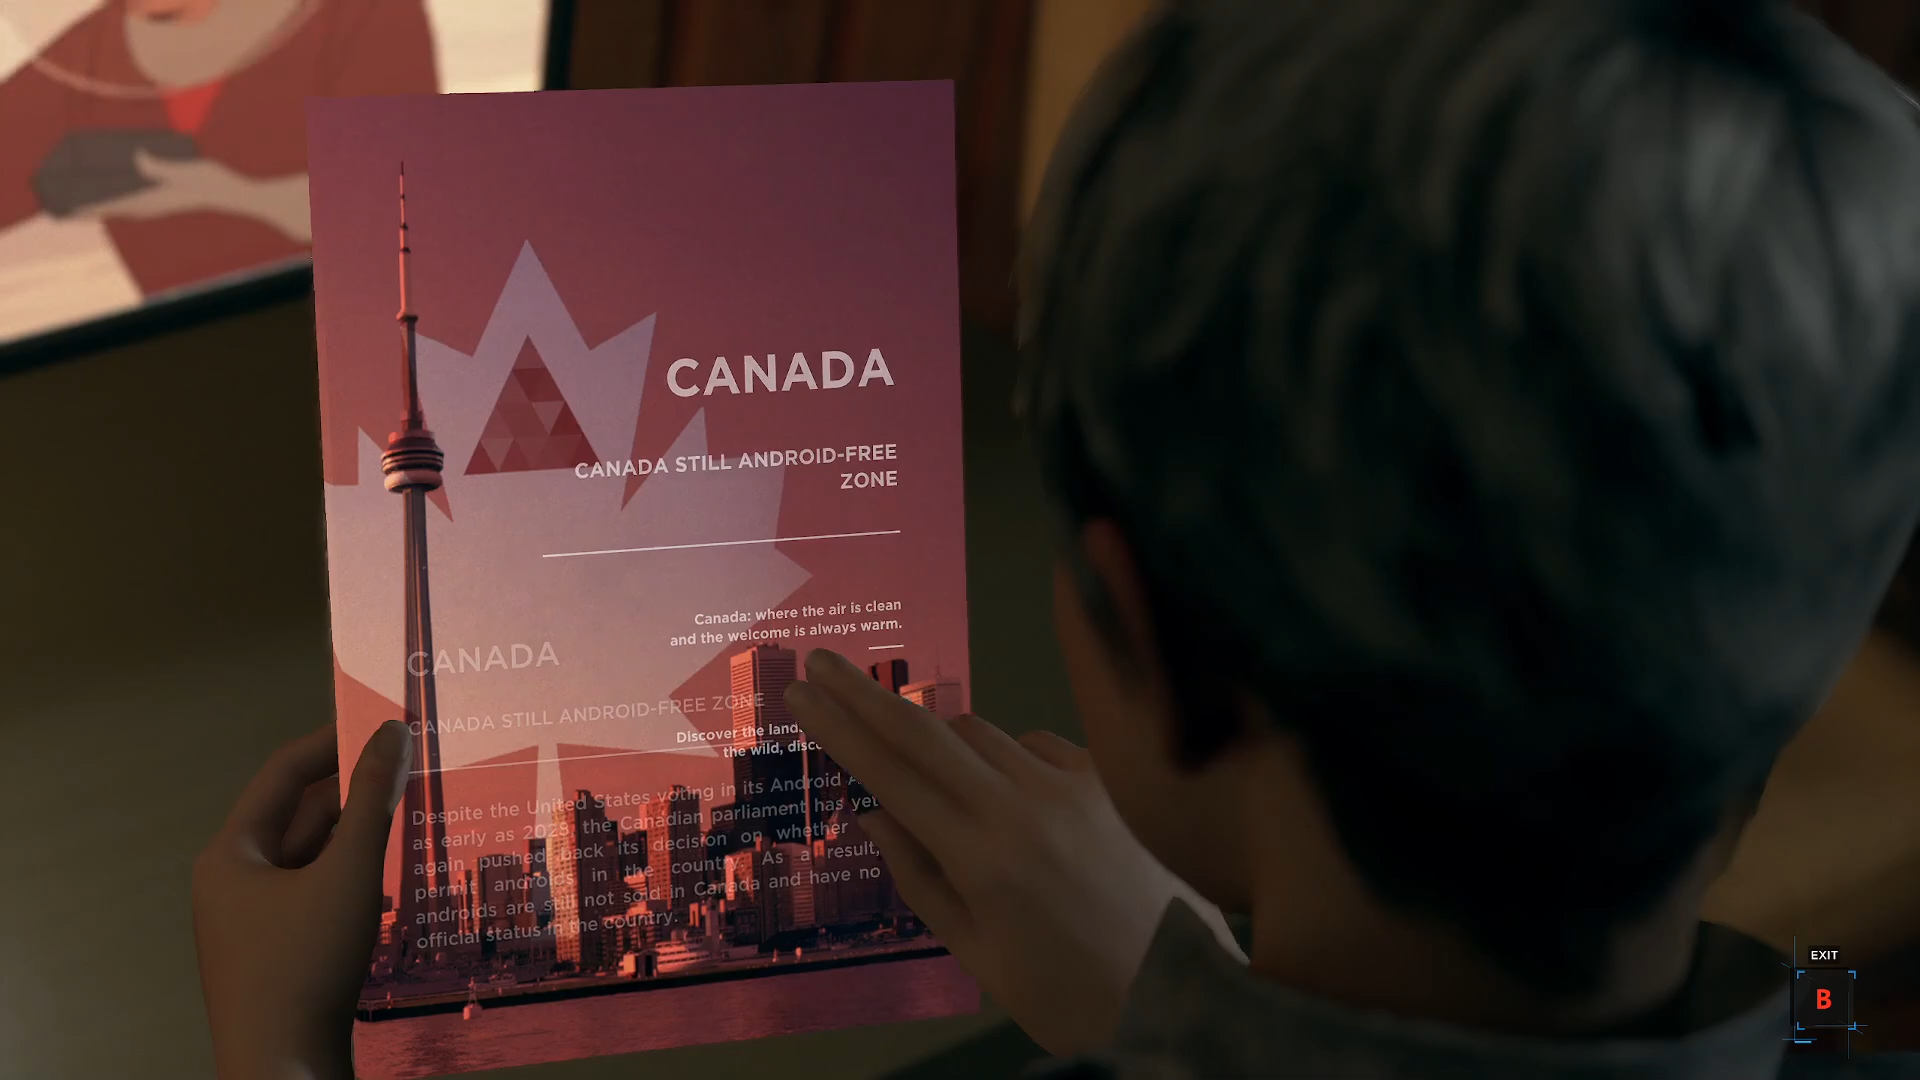 CANADA
CANADA STILL ANDROID-FREE
ZONE
Canada: where the air is clean
and the welcome is always warm.
CANADA
CANADA STILL ANDROID-FREE ZONE
Discover the land
the wild,
Despite the United States voting in its Android
as early as 2028, the Canadian parliament has yet
again pushed back its decision on whether
permit androids in the country. As a result,
androids are still not sold in Canada and have no
official status in the country.
EXIT
B